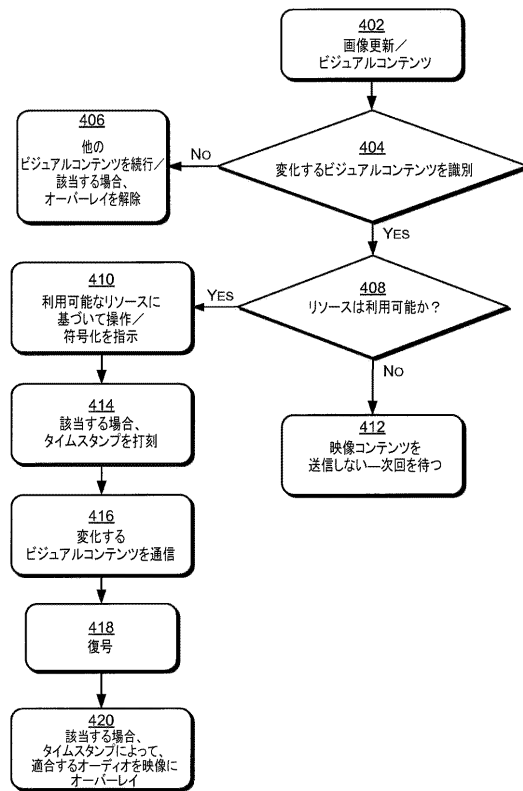 402
画像更新／
ビジュアルコンテンツ
404
変化するビジュアルコンテンツを識別
NO
406
他の
ビジュアルコンテンツを続行／
該当する場合、
オーバーレイを解除
YES
408
リソースは利用可能か？
YES
410
利用可能なリソースに
基づいて操作／
符号化を指示
NO
412
映像コンテンツを
送信しない―次回を待つ
414
該当する場合、
タイムスタンプを打刻
416
変化する
ビジュアルコンテンツを通信
418
復号
420
該当する場合、
タイムスタンプによって、
適合するオーディオを映像に
オーバーレイ